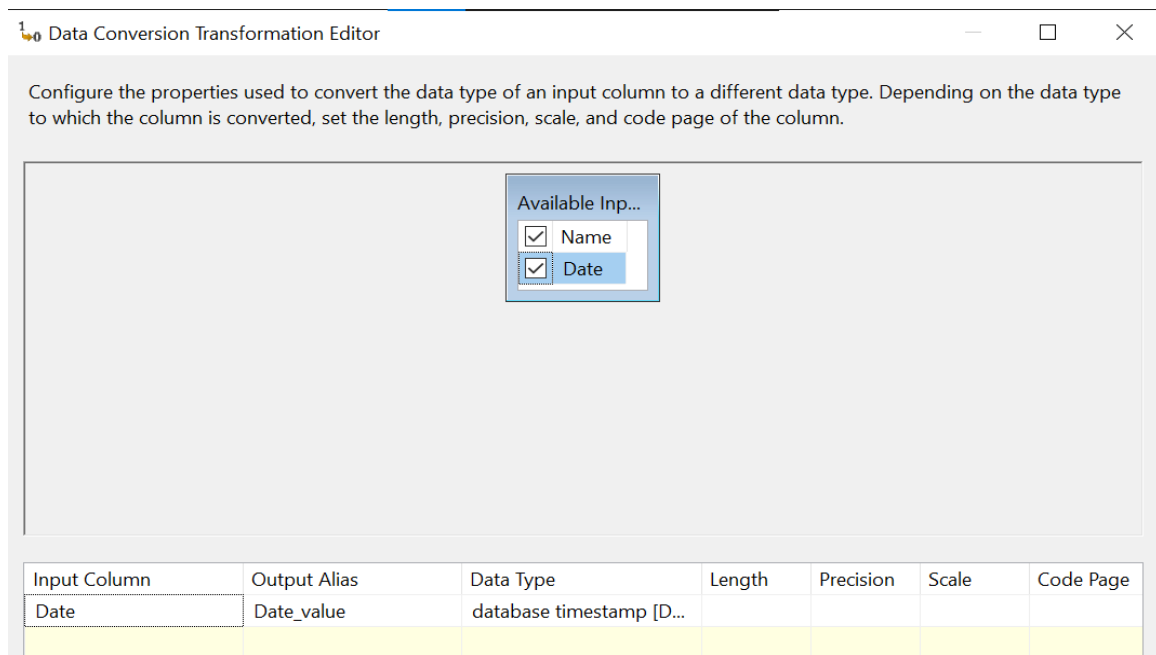 Data Conversion Transformation Editor
Configure the properties used to convert the data type of an input column to a different data type. Depending on the data type
to which the column is converted, set the length, precision, scale, and code page of the column.
Available Inp...
Name
Date
Input Column Output Alias Data Type Length Precision Scale Code Page
Date Date_value database timestamp [D...